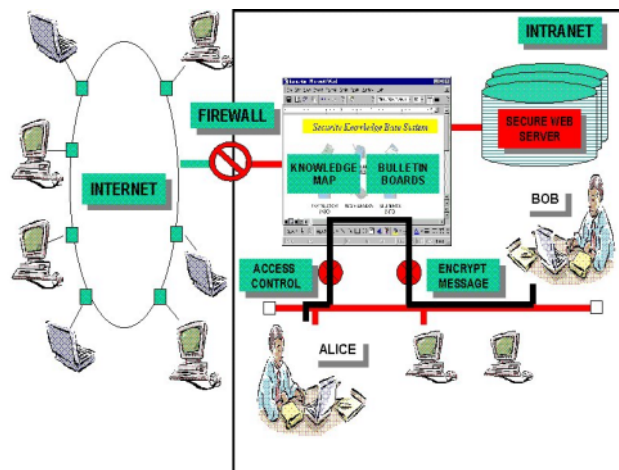 INTRANET
FIREWALL
Security Knowledge Base System
SECURE WEB
SERVER
KNOWLEDGE
MAP
BULLETIN
BOARDS
INTERNET
BOB
ACCESS
CONTROL
ENCRYPT
MESSAGE
ALICE